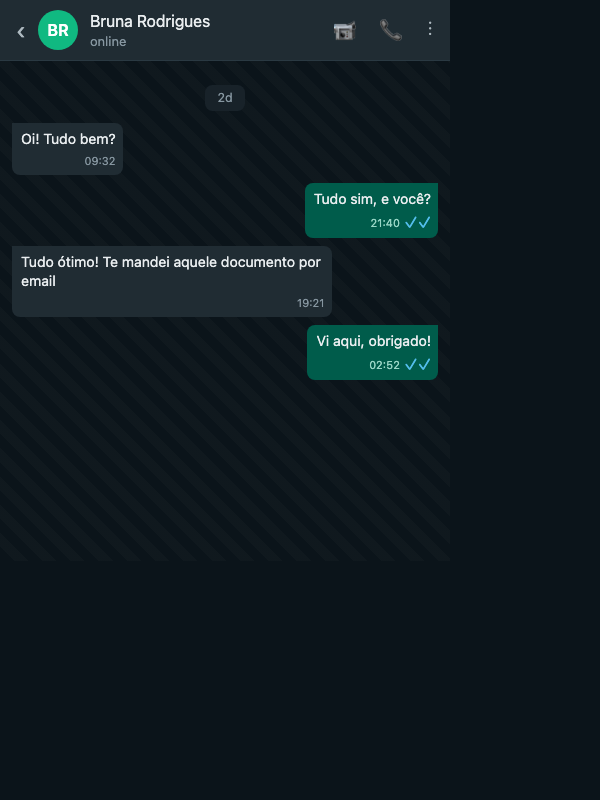 Bruna Rodrigues
BR
online
2d
Oi! Tudo bem?
09:32
Tudo sim, e você?
21:40
Tudo ótimo! Te mandei aquele documento por
email
19:21
Vi aqui, obrigado!
02:52